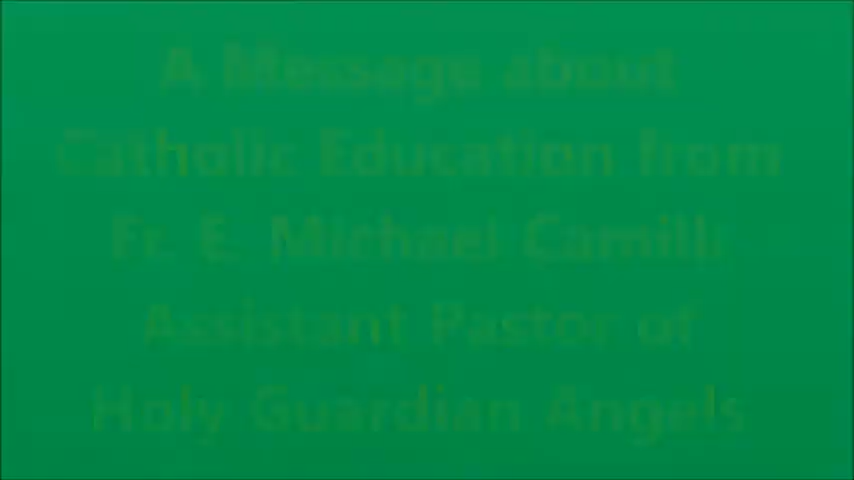 A Message about
Catholic Education from
Fr. E. Michael Camilli
Assistant Pastor of
Holy Guardian Angels